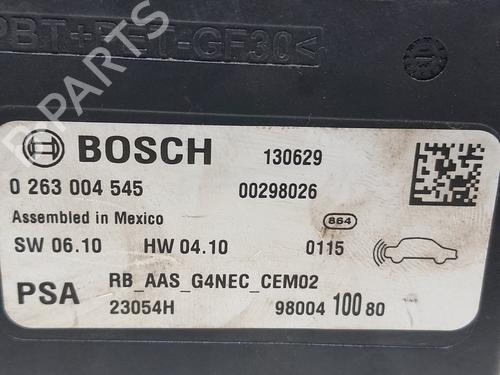 PBT+PET-GF30<
BOSCH 130629
0 263 004 545 00298026
Assembled in Mexico 864
SW 06.10 HW 04.10 0115
PSA RB_AAS_G4NEC_CEM02
23054H 98004 100 80
B PARTS